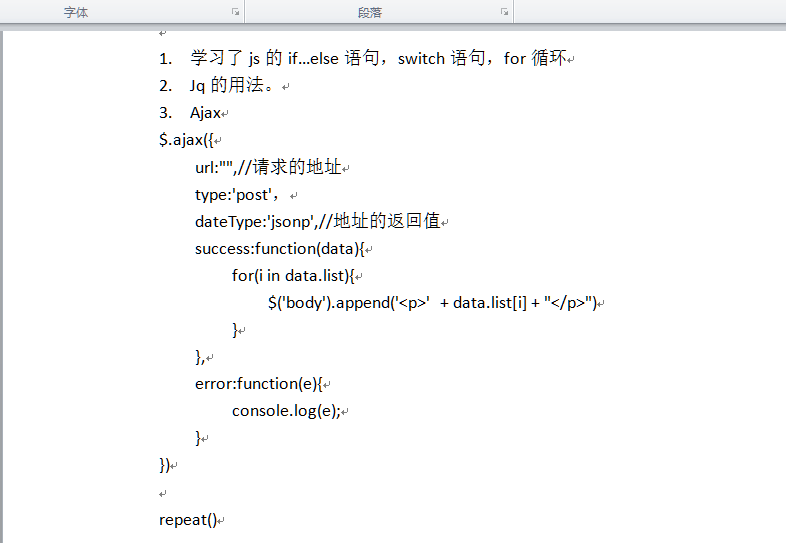 字体 段落
1. 学习了 js 的 if...else 语句，switch 语句，for 循环
2. Jq 的用法。
3. Ajax
$.ajax({
url:"",//请求的地址
type:'post'，
dateType:'jsonp',//地址的返回值
success:function(data){
for(i in data.list){
$('body').append('<p>' + data.list[i] + "</p>")
}
},
error:function(e){
console.log(e);
}
})
repeat()